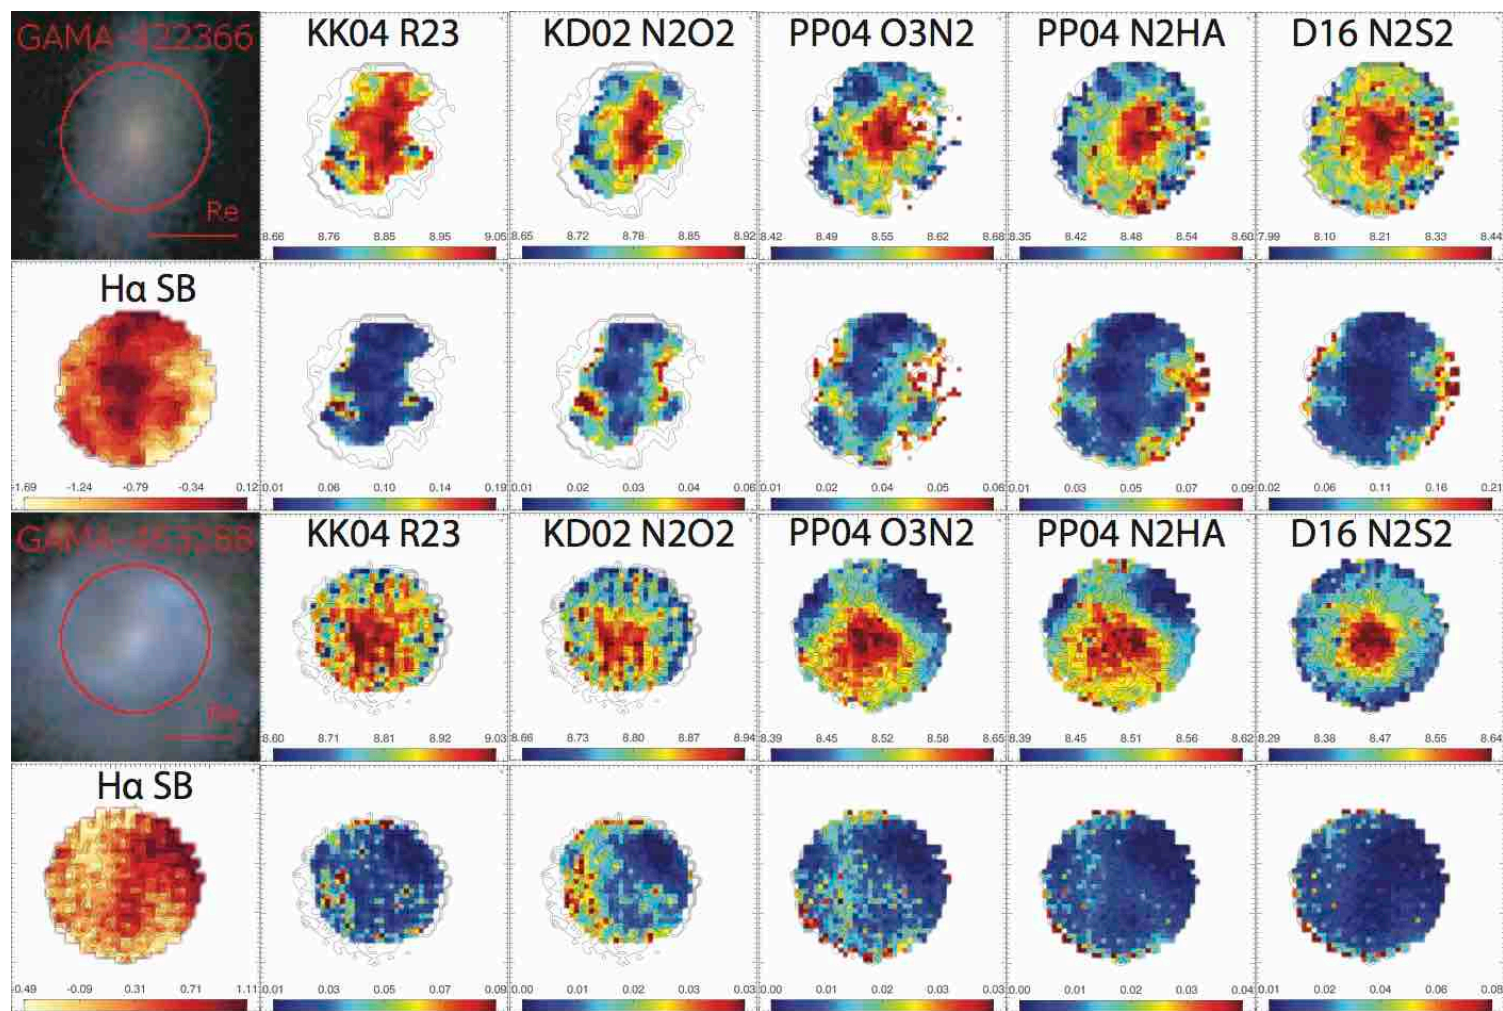 GAMA-422366 KK04 R23 KD02 N2O2 PP04 O3N2 PP04 N2HA D16 N2S2
Re
8.66 8.76 8.85 8.95 9.05 8.65 8.72 8.78 8.85 8.92 8.42 8.49 8.55 8.62 8.68 8.35 8.42 8.48 8.54 8.60 7.99 8.10 8.21 8.33 8.44
Hα SB
-1.69 -1.24 -0.79 -0.34 0.12 0.01 0.06 0.10 0.14 0.19 0.01 0.02 0.03 0.04 0.06 0.01 0.02 0.04 0.05 0.06 0.01 0.03 0.05 0.07 0.09 0.02 0.06 0.11 0.16 0.21
KK04 R23 KD02 N2O2 PP04 O3N2 PP04 N2HA D16 N2S2
Re
8.60 8.71 8.81 8.92 9.03 8.66 8.73 8.80 8.87 8.94 8.39 8.45 8.52 8.58 8.65 8.39 8.45 8.51 8.56 8.62 8.29 8.38 8.47 8.55 8.64
Hα SB
-0.49 -0.09 0.31 0.71 1.11 0.01 0.03 0.05 0.07 0.09 0.00 0.01 0.02 0.03 0.03 0.00 0.01 0.02 0.03 0.03 0.00 0.01 0.02 0.03 0.04 0.01 0.02 0.04 0.06 0.08